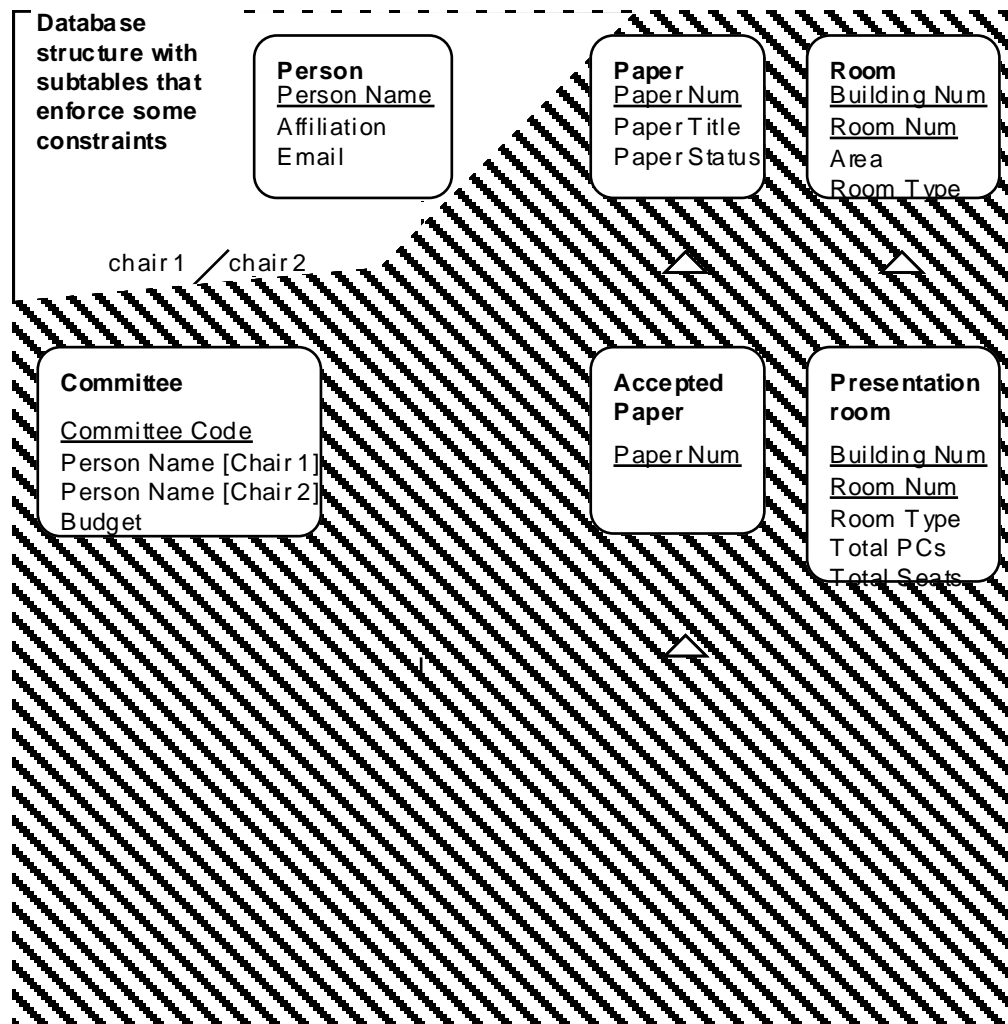 Database
structure with
subtables that
enforce some
constraints
Person
Person Name
Affiliation
Email
Paper
Paper Num
Paper Title
Paper Status
Room
Building Num
Room Num
Area
Room Type
chair 1
chair 2
Committee
Committee Code
Person Name [Chair 1]
Person Name [Chair 2]
Budget
Accepted
Paper
Paper Num
Presentation
room
Building Num
Room Num
Room Type
Total PCs
Total Seats